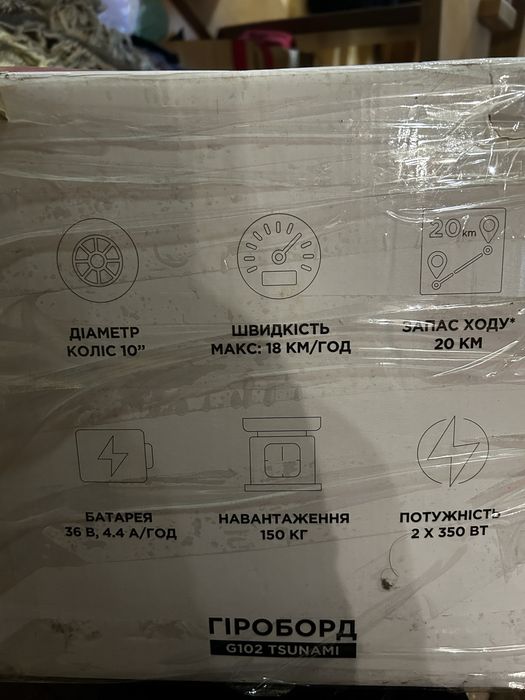 20 km
ДІАМЕТР
КОЛІС 10”
ШВИДКІСТЬ
МАКС: 18 КМ/ГОД
ЗАПАС ХОДУ*
20 КМ
БАТАРЕЯ
36 В, 4.4 А/ГОД
НАВАНТАЖЕННЯ
150 КГ
ПОТУЖНІСТЬ
2 Х 350 ВТ
ГІРОБОРД
G102 TSUNAMI